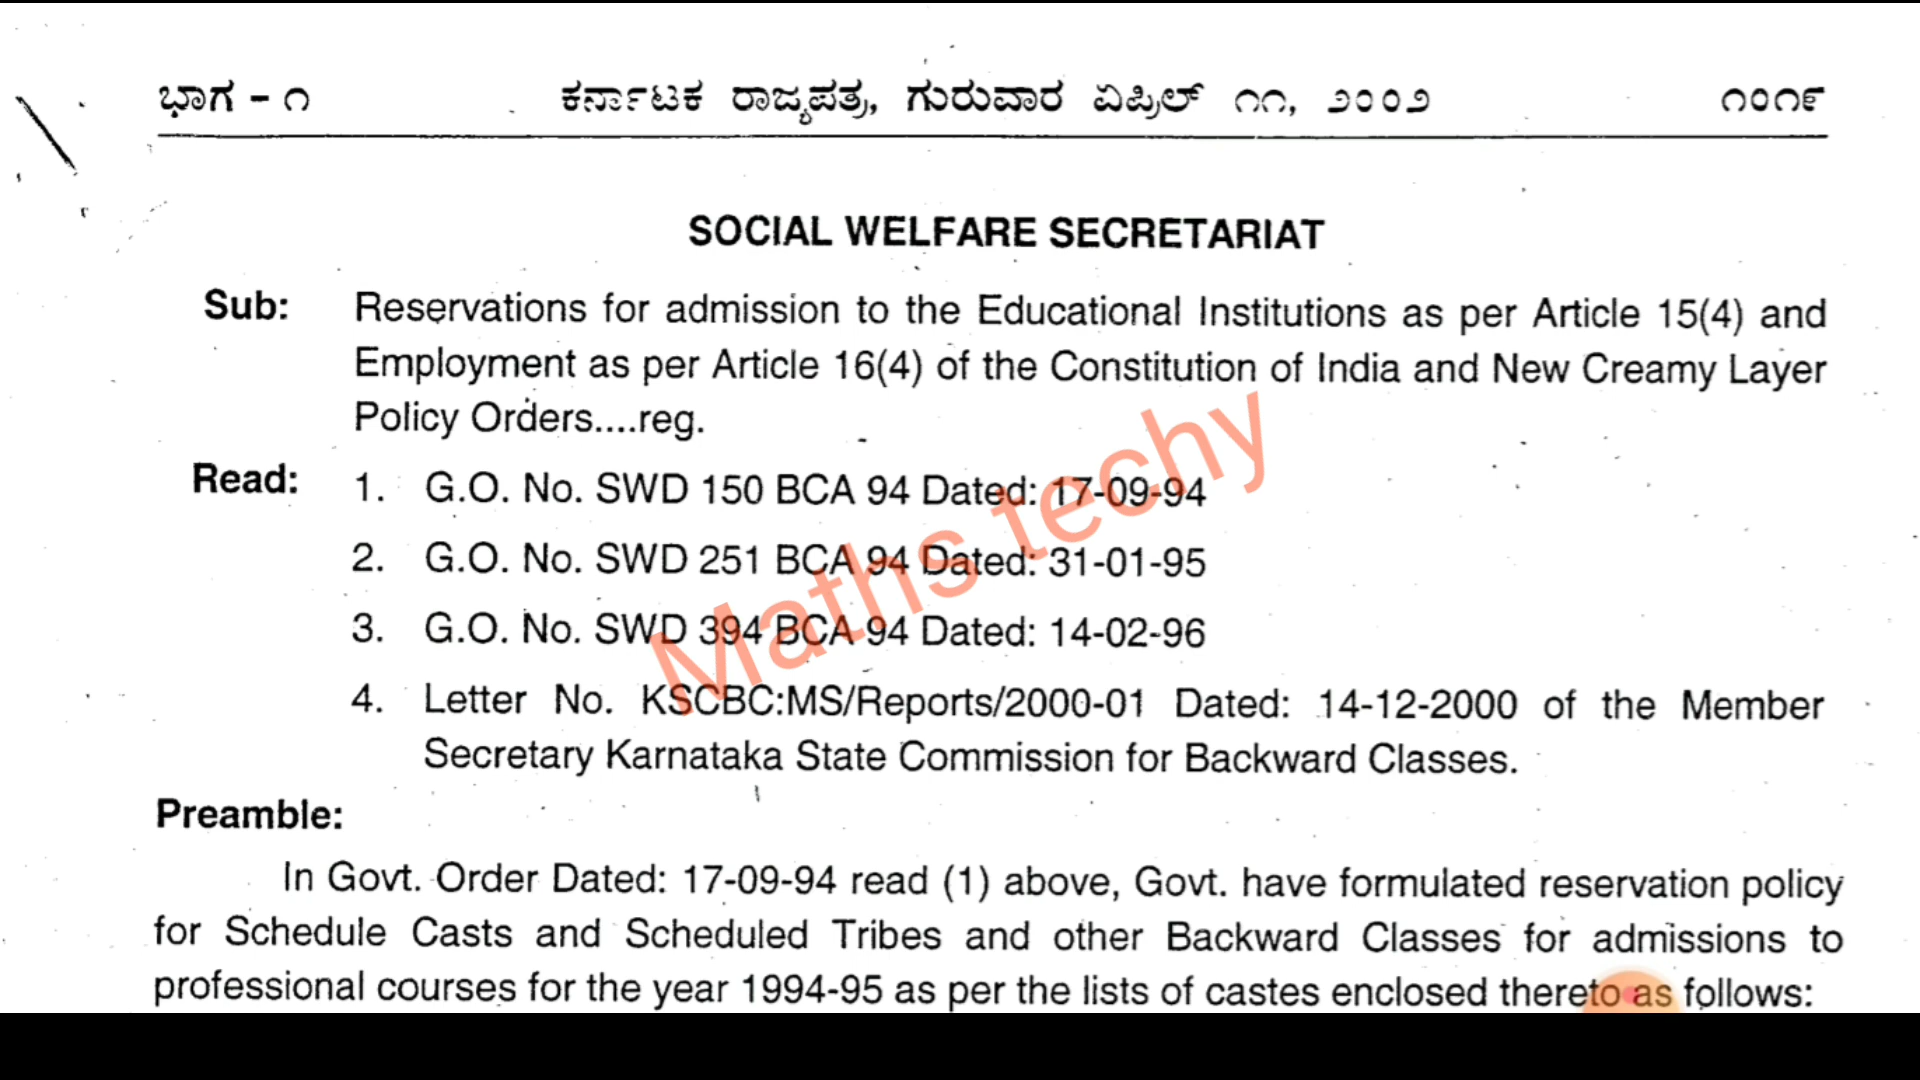 ಭಾಗ - ೧ ಕರ್ನಾಟಕ ರಾಜ್ಯಪತ್ರ, ಗುರುವಾರ ಏಪ್ರಿಲ್ ೧೧, ೨೦೦೨ ೧೦೧೯
SOCIAL WELFARE SECRETARIAT
Sub: Reservations for admission to the Educational Institutions as per Article 15(4) and
Employment as per Article 16(4) of the Constitution of India and New Creamy Layer
Policy Orders....reg.
Read: 1. G.O. No. SWD 150 BCA 94 Dated: 17-09-94
2. G.O. No. SWD 251 BCA 94 Dated: 31-01-95
3. G.O. No. SWD 394 BCA 94 Dated: 14-02-96
4. Letter No. KSCBC:MS/Reports/2000-01 Dated: 14-12-2000 of the Member
Secretary Karnataka State Commission for Backward Classes.
Maths techy
Preamble:
In Govt. Order Dated: 17-09-94 read (1) above, Govt. have formulated reservation policy
for Schedule Casts and Scheduled Tribes and other Backward Classes for admissions to
professional courses for the year 1994-95 as per the lists of castes enclosed thereto as follows: